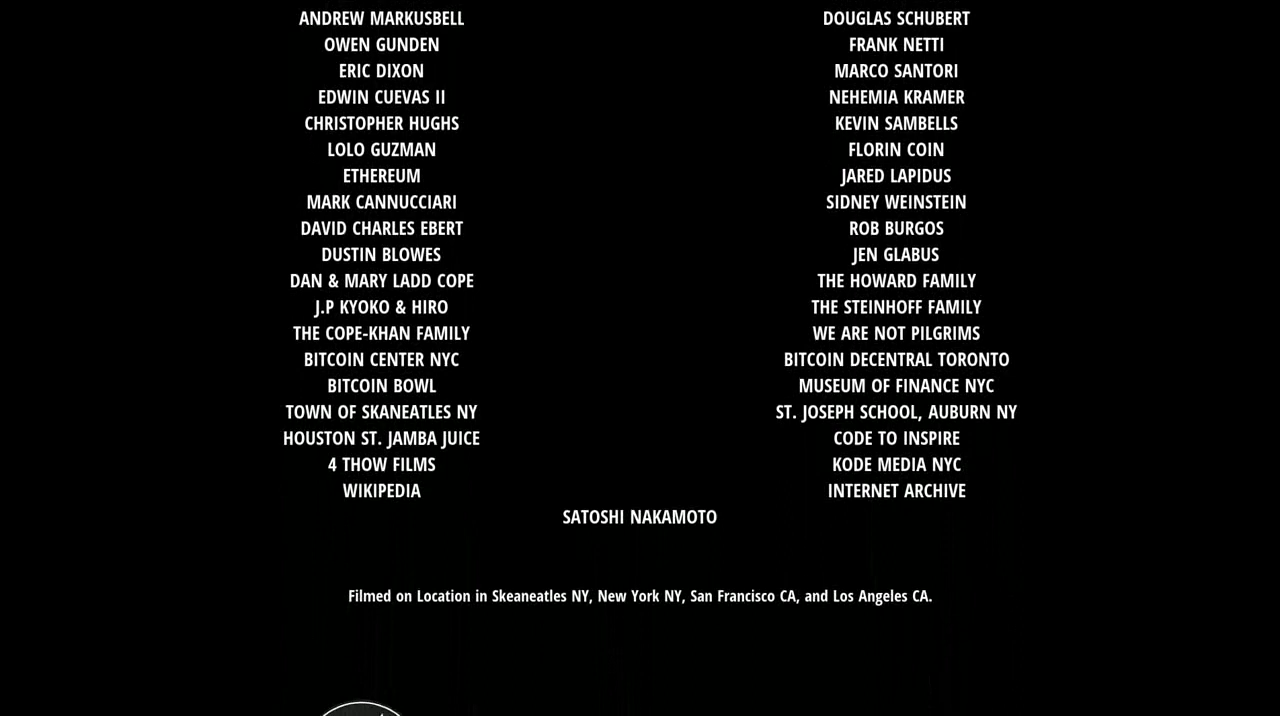 ANDREW MARKUSBELL
DOUGLAS SCHUBERT
OWEN GUNDEN
FRANK NETTI
ERIC DIXON
MARCO SANTORI
EDWIN CUEVAS II
NEHEMIA KRAMER
CHRISTOPHER HUGHS
KEVIN SAMBELLS
LOLO GUZMAN
FLORIN COIN
ETHEREUM
JARED LAPIDUS
MARK CANNUCCIARI
SIDNEY WEINSTEIN
DAVID CHARLES EBERT
ROB BURGOS
DUSTIN BLOWES
JEN GLABUS
DAN & MARY LADD COPE
THE HOWARD FAMILY
J.P KYOKO & HIRO
THE STEINHOFF FAMILY
THE COPE-KHAN FAMILY
WE ARE NOT PILGRIMS
BITCOIN CENTER NYC
BITCOIN DECENTRAL TORONTO
BITCOIN BOWL
MUSEUM OF FINANCE NYC
TOWN OF SKANEATLES NY
ST. JOSEPH SCHOOL, AUBURN NY
HOUSTON ST. JAMBA JUICE
CODE TO INSPIRE
4 THOW FILMS
KODE MEDIA NYC
WIKIPEDIA
INTERNET ARCHIVE
SATOSHI NAKAMOTO
Filmed on Location in Skeaneatles NY, New York NY, San Francisco CA, and Los Angeles CA.